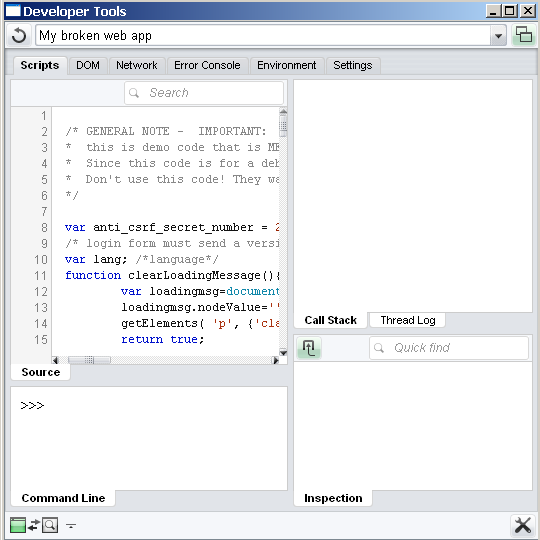 Developer Tools
My broken web app
Scripts DOM Network Error Console Environment Settings
Search
1
2 /* GENERAL NOTE - IMPORTANT:
3 * this is demo code that is ME
4 * Since this code is for a deb
5 * Don't use this code! They wa
6 */
7
8 var anti_csrf_secret_number = 2
9 /* login form must send a versi
10 var lang; /*language*/
11 function clearLoadingMessage(){
12 var loadingmsg=document
13 loadingmsg.nodeValue=''
14 getElements( 'p', {'cla
15 return true;
Source
Call Stack Thread Log
Quick find
>>>
Command Line
Inspection